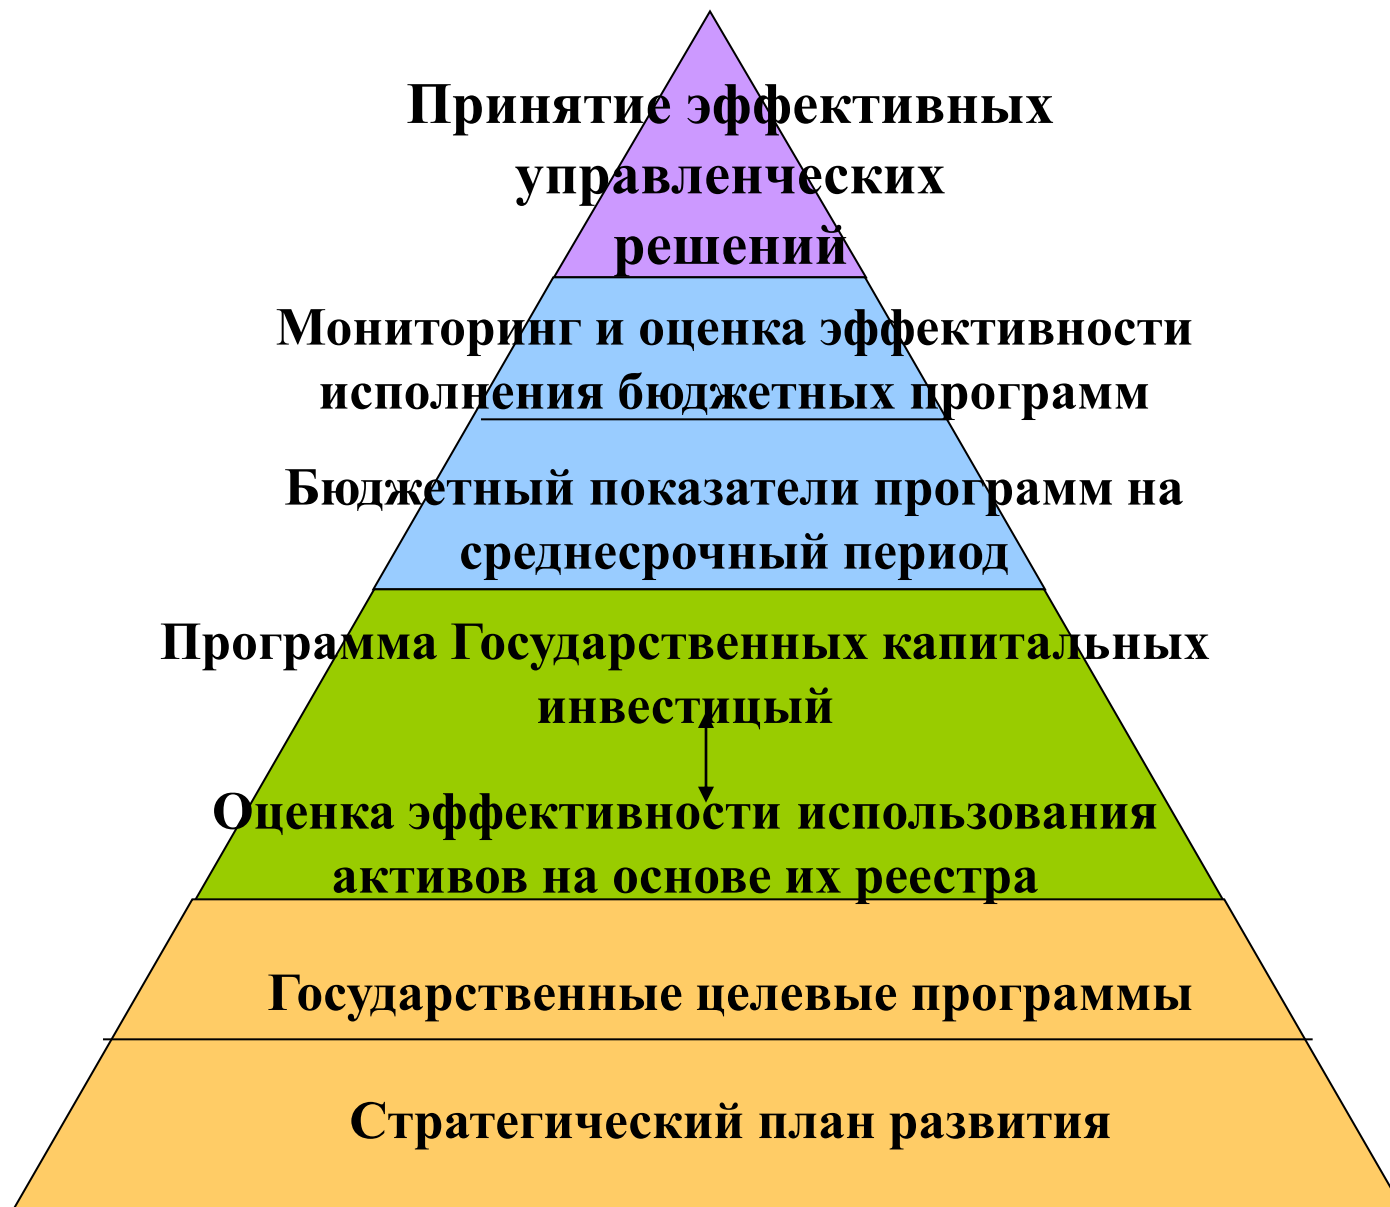 Принятие эффективных
управленческих
решений
Мониторинг и оценка эффективности
исполнения бюджетных программ
Бюджетный показатели программ на
среднесрочный период
Программа Государственных капитальных
инвестицый
Оценка эффективности использования
активов на основе их реестра
Государственные целевые программы
Стратегический план развития